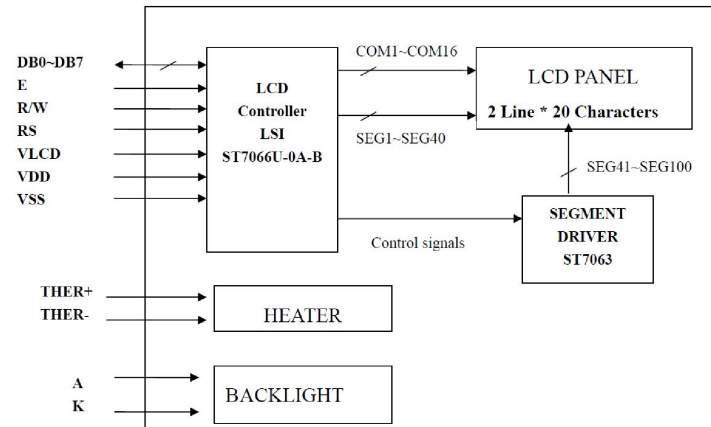 DB0~DB7
E
R/W
RS
VLCD
VDD
VSS
LCD
Controller
LSI
ST7066U-0A-B
COM1~COM16
SEG1~SEG40
LCD PANEL
2 Line * 20 Characters
SEG41~SEG100
Control signals
SEGMENT
DRIVER
ST7063
THER+
THER-
HEATER
A
K
BACKLIGHT